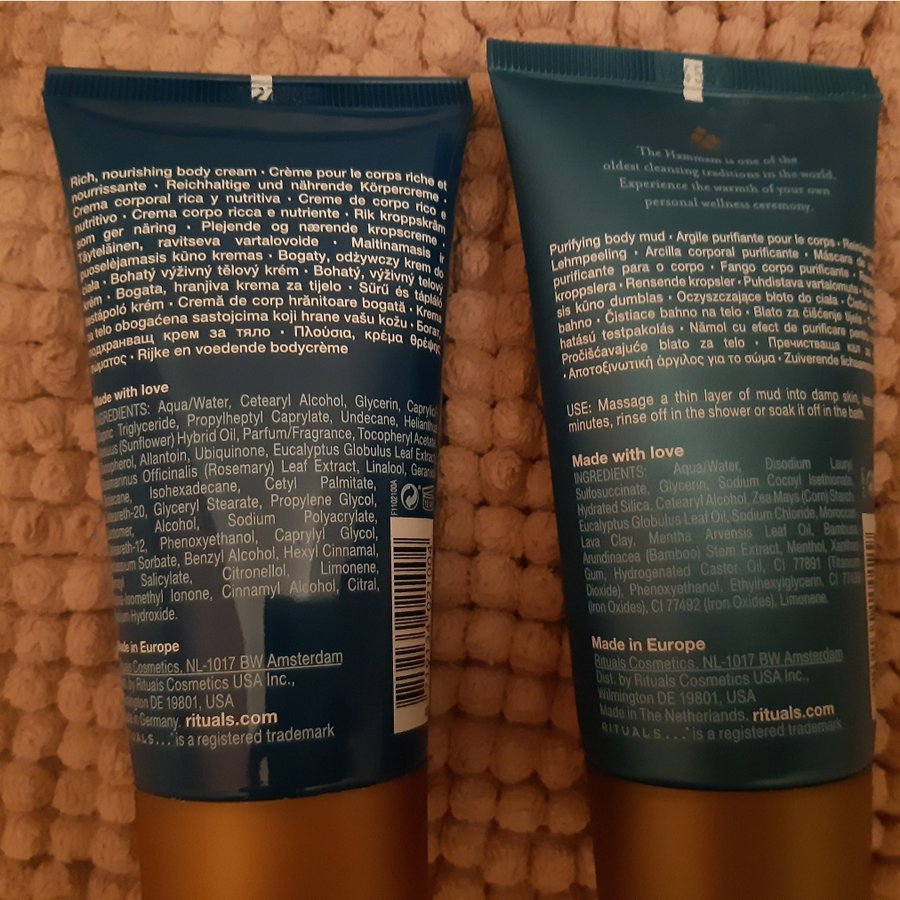 Rich, nourishing body cream · Crème pour le corps riche et
nourrissante · Reichhaltige und nährende Körpercreme ·
Crema corporal rica y nutritiva · Creme de corpo rico e
nutritivo · Crema corpo ricca e nutriente · Rik kroppskräm
som ger näring · Plejende og nærende kropscreme ·
Täyteläinen, ravitseva vartalovoide · Maitinamasis ir
puoselėjamasis kūno kremas · Bogaty, odżywczy krem do
ciała · Bohatý výživný tělový krém · Bohatý, výživný telový
krém · Bogata, hranjiva krema za tijelo · Sűrű és tápláló
testápoló krém · Cremă de corp hrănitoare bogată · Krema
za telo obogaćena sastojcima koji hrane vašu kožu ·
подхранващ крем за тяло · Πλούσια, κρέμα θρέψης
σώματος · Rijke en voedende bodycrème
Made with love
INGREDIENTS: Aqua/Water, Cetearyl Alcohol, Glycerin,
Triglyceride, Propylheptyl Caprylate, Undecane,
(Sunflower) Hybrid Oil, Parfum/Fragrance, Tocopheryl Acetate,
Allantoin, Ubiquinone, Eucalyptus Globulus Leaf Extract,
Officinalis (Rosemary) Leaf Extract, Linalool,
Isohexadecane, Cetyl Palmitate,
Glyceryl Stearate, Propylene Glycol,
Alcohol, Sodium Polyacrylate,
Phenoxyethanol, Caprylyl Glycol,
Sorbate, Benzyl Alcohol, Hexyl Cinnamal,
Salicylate, Citronellol, Limonene,
Ionone, Cinnamyl Alcohol, Citral,
Hydroxide.
Made in Europe
Rituals Cosmetics, NL-1017 BW Amsterdam
Dist. by Rituals Cosmetics USA Inc.,
Wilmington DE 19801, USA
Germany. rituals.com
is a registered trademark
65
The Hammam is one of the
oldest cleansing traditions in the world.
Experience the warmth of your own
personal wellness ceremony.
Purifying body mud · Argile purifiante pour le corps ·
Lehmpeeling · Arcilla corporal purificante · Máscara
purificante para o corpo · Fango corpo purificante ·
kroppslera · Rensende kropsler · Puhdistava vartalomuta ·
sis kūno dumblas · Oczyszczające błoto do ciała ·
bahno · Čistiace bahno na telo · Blato za čišćenje
hatású testpakolás · Nămol cu efect de purificare
Pročišćavajuće blato za telo · Пречистваща
· Αποτοξινωτική άργιλος για το σώμα · Zuiverende
USE: Massage a thin layer of mud into damp skin,
minutes, rinse off in the shower or soak it off in the bath.
Made with love
INGREDIENTS: Aqua/Water, Disodium Lauryl
Sulfosuccinate, Glycerin, Sodium Cocoyl Isethionate,
Hydrated Silica, Cetearyl Alcohol, Zea Mays (Corn) Starch,
Eucalyptus Globulus Leaf Oil, Sodium Chloride, Moroccan
Lava Clay, Mentha Arvensis Leaf Oil, Bambusa
Arundinacea (Bamboo) Stem Extract, Menthol, Xanthan
Gum, Hydrogenated Castor Oil, CI 77891 (Titanium
Dioxide), Phenoxyethanol, Ethylhexylglycerin, CI 77499
(Iron Oxides), CI 77492 (Iron Oxides), Limonene.
Made in Europe
Rituals Cosmetics, NL-1017 BW Amsterdam
Dist. by Rituals Cosmetics USA Inc.,
Wilmington DE 19801, USA
Made in The Netherlands. rituals.com
RITUALS... is a registered trademark